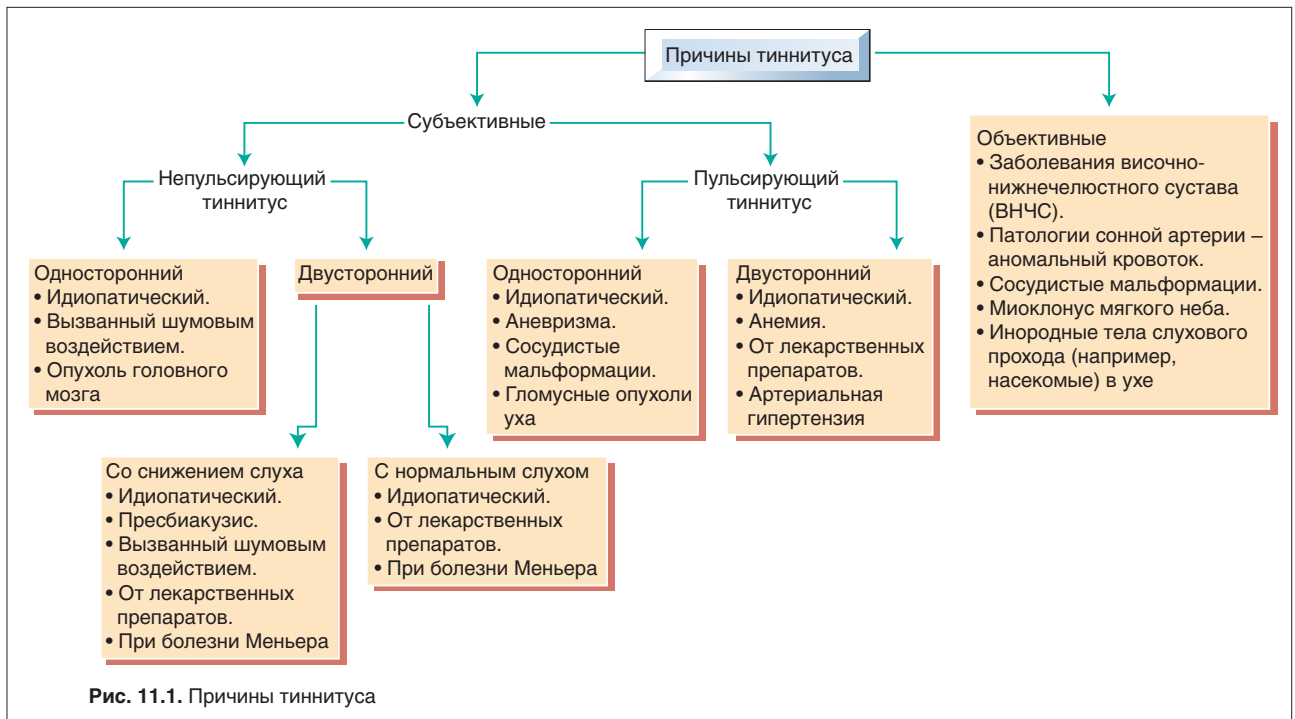 Причины тиннитуса
Субъективные
Непульсирующий
тиннитус
Односторонний
• Идиопатический.
• Вызванный шумовым
воздействием.
• Опухоль головного
мозга
Двусторонний
Со снижением слуха
• Идиопатический.
• Пресбиакузис.
• Вызванный шумовым
воздействием.
• От лекарственных
препаратов.
• При болезни Меньера
С нормальным слухом
• Идиопатический.
• От лекарственных
препаратов.
• При болезни Меньера
Пульсирующий
тиннитус
Односторонний
• Идиопатический.
• Аневризма.
• Сосудистые
мальформации.
• Гломусные опухоли
уха
Двусторонний
• Идиопатический.
• Анемия.
• От лекарственных
препаратов.
• Артериальная
гипертензия
Объективные
• Заболевания височно-
нижнечелюстного сустава
(ВНЧС).
• Патологии сонной артерии –
аномальный кровоток.
• Сосудистые мальформации.
• Миоклонус мягкого неба.
• Инородные тела слухового
прохода (например,
насекомые) в ухе
Рис. 11.1. Причины тиннитуса